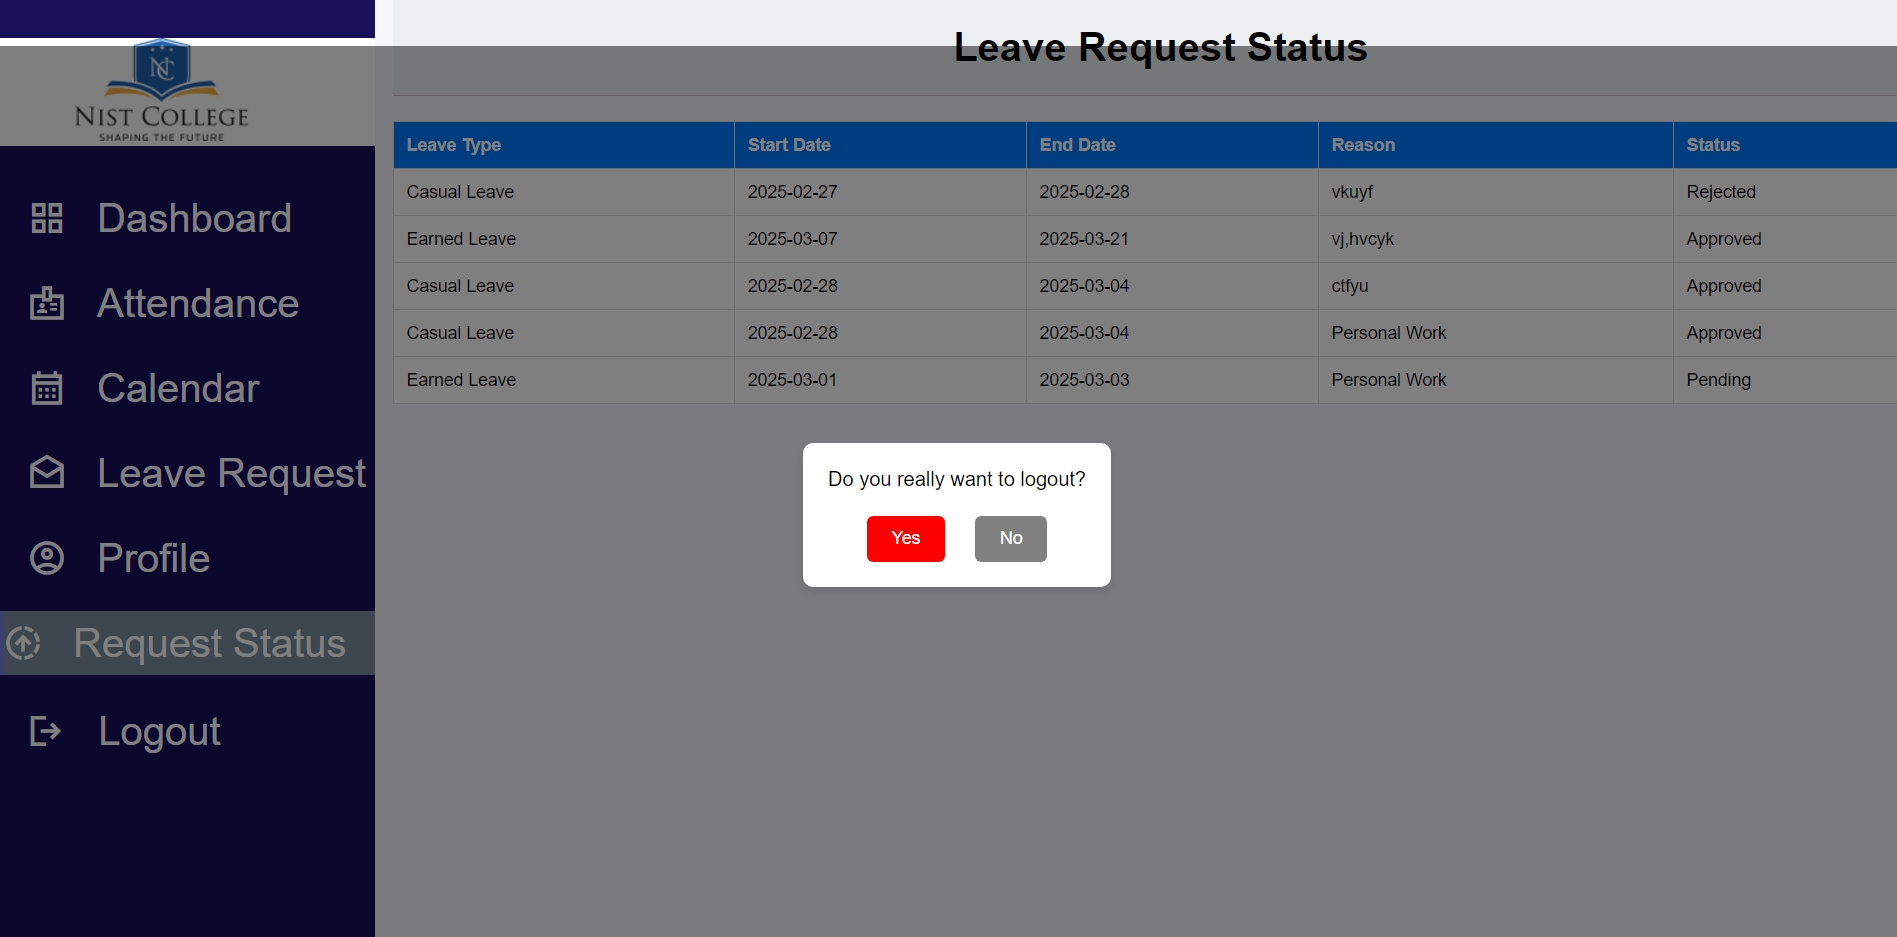 Leave Request Status
NC
NIST COLLEGE
SHAPING THE FUTURE
Dashboard
Attendance
Calendar
Leave Request
Profile
Request Status
Logout
Leave Type Start Date End Date Reason Status
Casual Leave 2025-02-27 2025-02-28 vkuyf Rejected
Earned Leave 2025-03-07 2025-03-21 vj,hvcyk Approved
Casual Leave 2025-02-28 2025-03-04 ctfyu Approved
Casual Leave 2025-02-28 2025-03-04 Personal Work Approved
Earned Leave 2025-03-01 2025-03-03 Personal Work Pending
Do you really want to logout?
Yes No